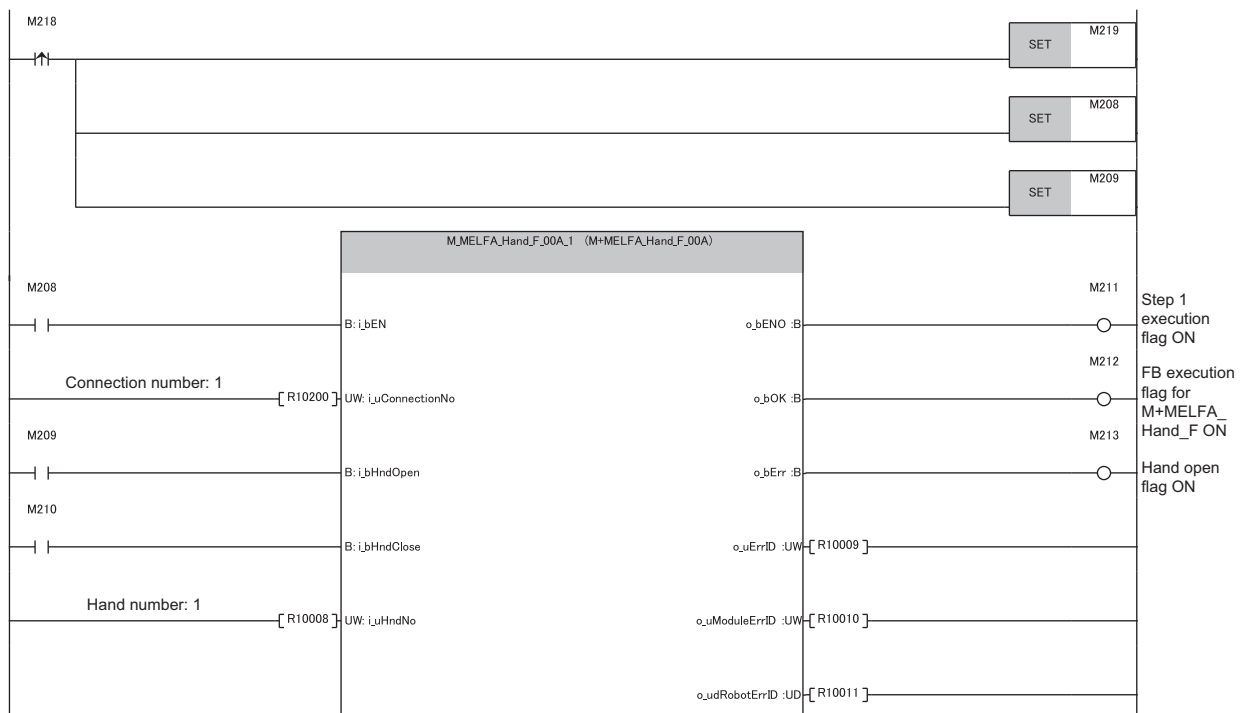 M218
SET M219
SET M208
SET M209
M_MELFA_Hand_F_00A_1 (M+MELFA_Hand_F_00A)
M208
B: i_bEN
o_bENO :B
M211
Step 1
execution
flag ON
Connection number: 1
R10200
UW: i_uConnectionNo
o_bOK :B
M212
FB execution
flag for
M+MELFA_
Hand_F ON
M209
B: i_bHndOpen
o_bErr :B
M213
Hand open
flag ON
M210
B: i_bHndClose
o_uErrID :UW
R10009
Hand number: 1
R10008
UW: i_uHndNo
o_uModuleErrID :UW
R10010
o_udRobotErrID :UD
R10011